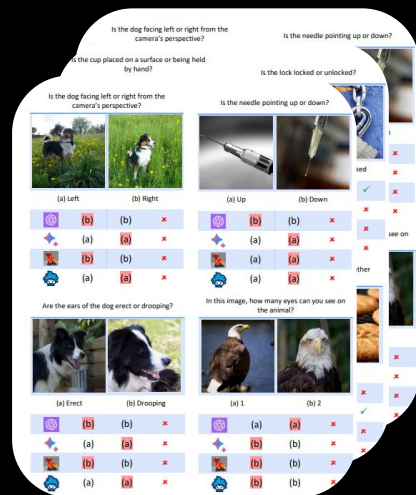 Is the dog facing left or right from the
camera's perspective?
Is the needle pointing up or down?
Is the cup placed on a surface or being held
by hand?
Is the lock locked or unlocked?
Is the dog facing left or right from the
camera's perspective?
Is the needle pointing up or down?
(a) Left (b) Right
(a) Up (b) Down
(b) (b) ×
(a) (a) ×
(b) (b) ×
(a) (a) ×
(b) (b) ×
(a) (a) ×
(b) (b) ×
(a) (a) ×
ked
✓
see on
ther
Are the ears of the dog erect or drooping?
In this image, how many eyes can you see on
the animal?
(a) Erect (b) Drooping
(a) 1 (b) 2
(b) (b) ×
(a) (a) ×
(b) (b) ×
(a) (a) ×
(a) (a) ×
(b) (b) ×
(b) (b) ×
(b) (b) ×